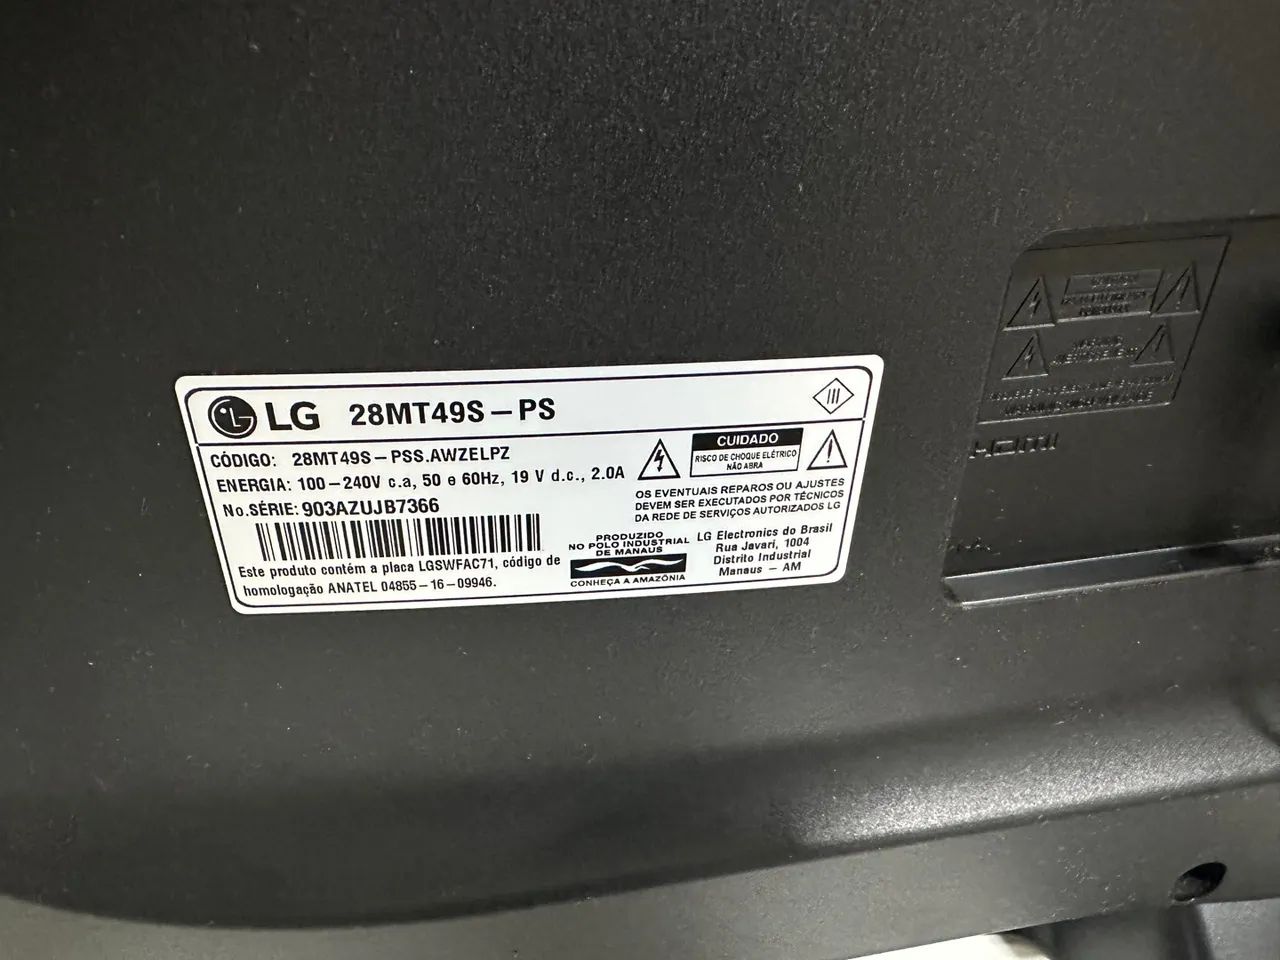 LG 28MT49S-PS
CÓDIGO: 28MT49S-PSS.AWZELPZ
ENERGIA: 100-240V c.a, 50 e 60Hz, 19 V d.c., 2.0A
No.SÉRIE: 903AZUJB7366
Este produto contém a placa LGSWFAC71, código de
homologação ANATEL 04855-16-09946.
CUIDADO
RISCO DE CHOQUE ELÉTRICO
NÃO ABRA
OS EVENTUAIS REPAROS OU AJUSTES
DEVEM SER EXECUTADOS POR TÉCNICOS
DA REDE DE SERVIÇOS AUTORIZADOS LG
PRODUZIDO
NO POLO INDUSTRIAL
DE MANAUS
CONHEÇA A AMAZÔNIA
LG Electronics do Brasil
Rua Javari, 1004
Distrito Industrial
Manaus - AM
HDMI